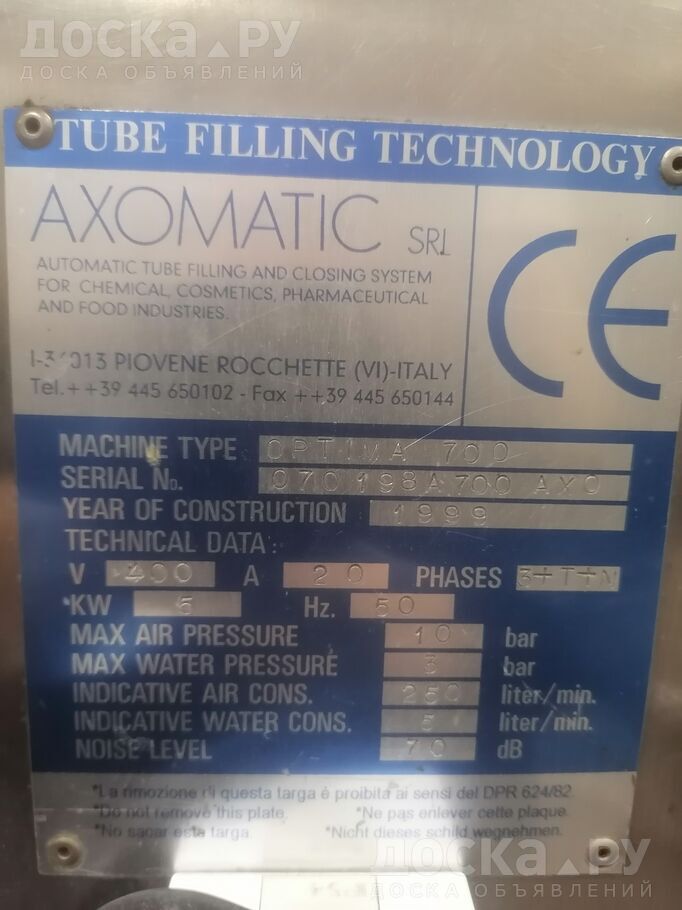 ДОСКА.РУ
ДОСКА ОБЪЯВЛЕНИЙ
TUBE FILLING TECHNOLOGY
AXOMATIC SRL
CE
AUTOMATIC TUBE FILLING AND CLOSING SYSTEM
FOR CHEMICAL, COSMETICS, PHARMACEUTICAL
AND FOOD INDUSTRIES.
I-36013 PIOVENE ROCCHETTE (VI)-ITALY
Tel.++39 445 650102 - Fax ++39 445 650144
MACHINE TYPE OPTIMA 700
SERIAL No. 070198A700 AXO
YEAR OF CONSTRUCTION 1999
TECHNICAL DATA:
V 400 A 20 PHASES 3+T+N
KW 5 Hz. 50
MAX AIR PRESSURE 10 bar
MAX WATER PRESSURE 3 bar
INDICATIVE AIR CONS. 250 liter/min.
INDICATIVE WATER CONS. 5 liter/min.
NOISE LEVEL 70 dB
*La rimozione di questa targa é proibita ai sensi del DPR 624/82.
*Do not remove this plate. *Ne pas enlever cette plaque.
*No sacar esta targa. *Nicht dieses schild wegnehmen.
ДОСКА.РУ
ДОСКА ОБЪЯВЛЕНИЙ